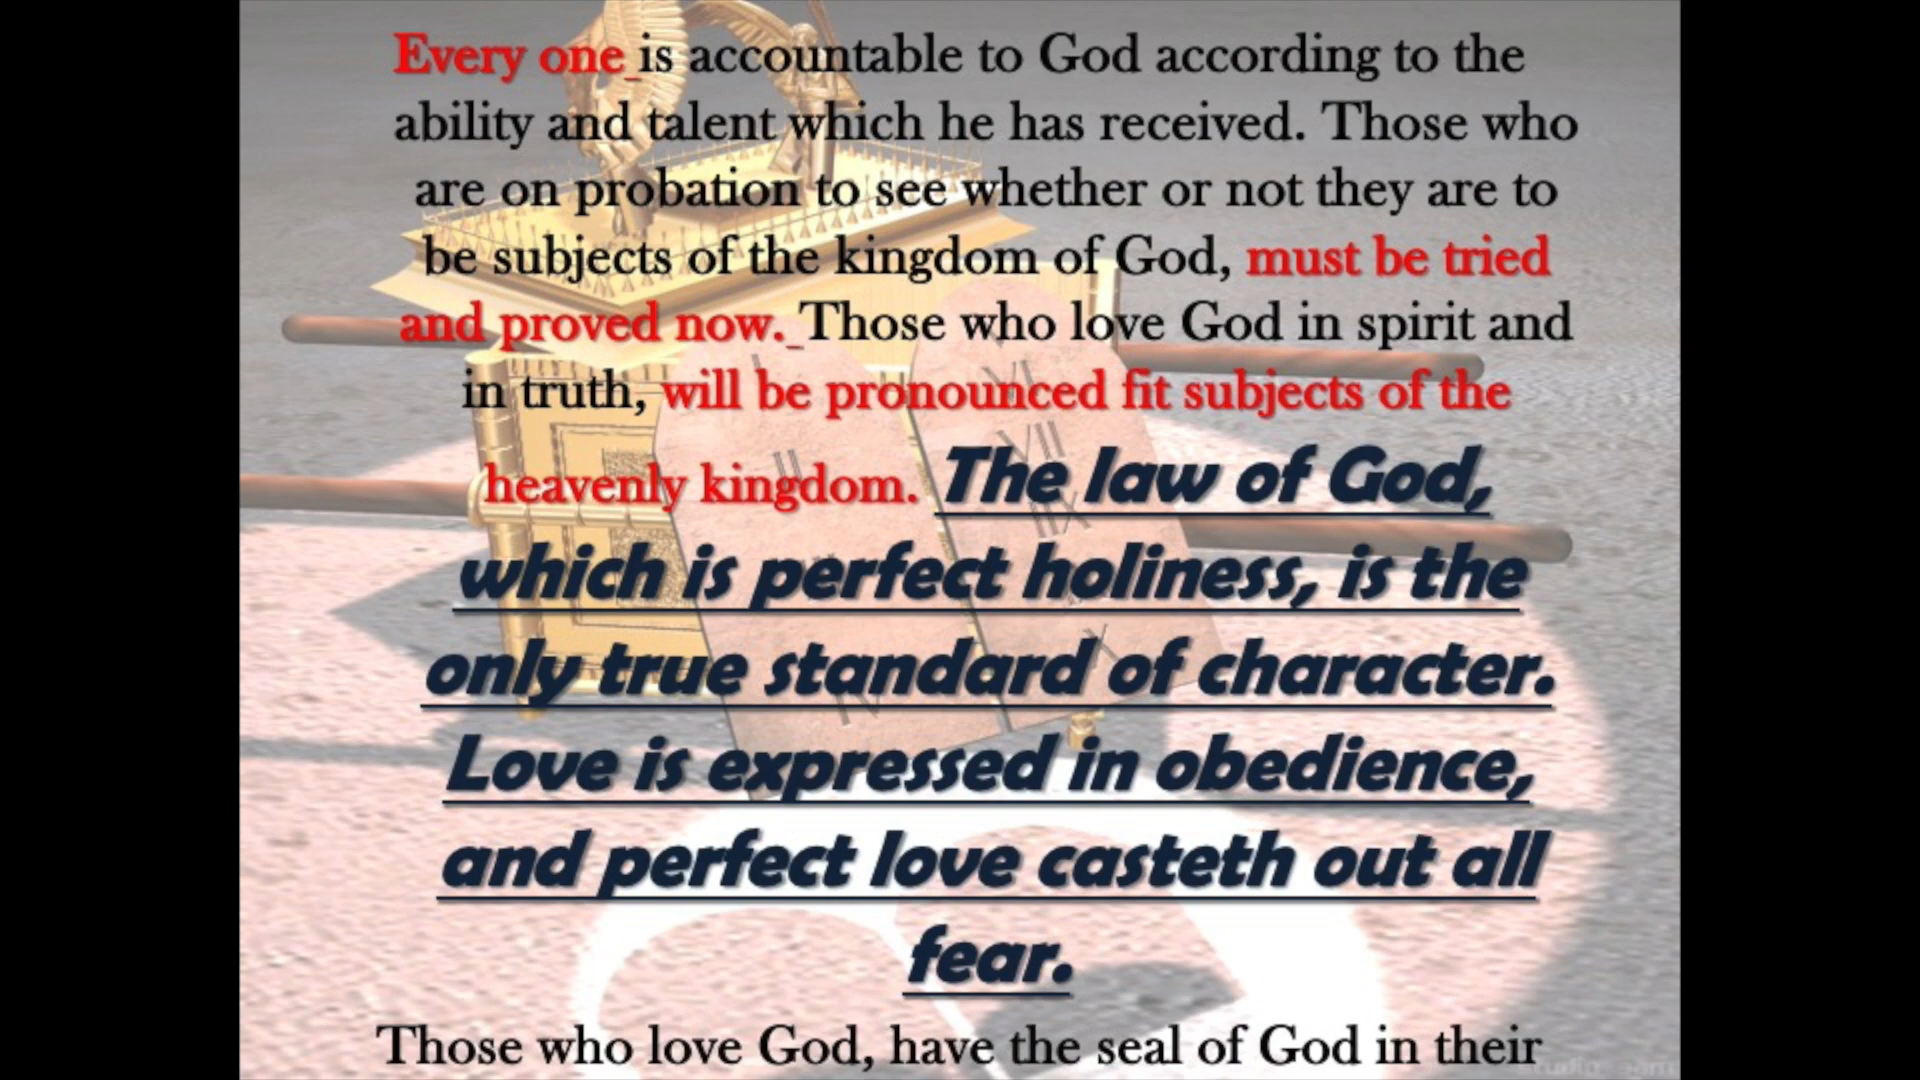 Every one is accountable to God according to the
ability and talent which he has received. Those who
are on probation to see whether or not they are to
be subjects of the kingdom of God, must be tried
and proved now. Those who love God in spirit and
in truth, will be pronounced fit subjects of the
heavenly kingdom. The law of God,
which is perfect holiness, is the
only true standard of character.
Love is expressed in obedience,
and perfect love casteth out all
fear.
Those who love God, have the seal of God in their